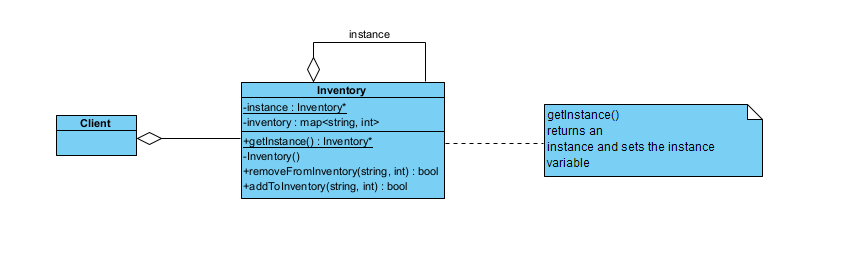 instance
Inventory
-instance : Inventory*
-inventory : map<string, int>
+getInstance() : Inventory*
-Inventory()
+removeFromInventory(string, int) : bool
+addToInventory(string, int) : bool
Client
getInstance()
returns an
instance and sets the instance
variable